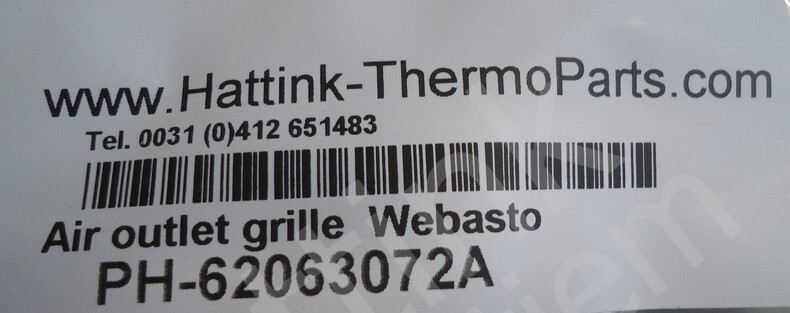 www.Hattink-ThermoParts.com
Tel. 0031 (0)412 651483
Air outlet grille Webasto
PH-62063072A